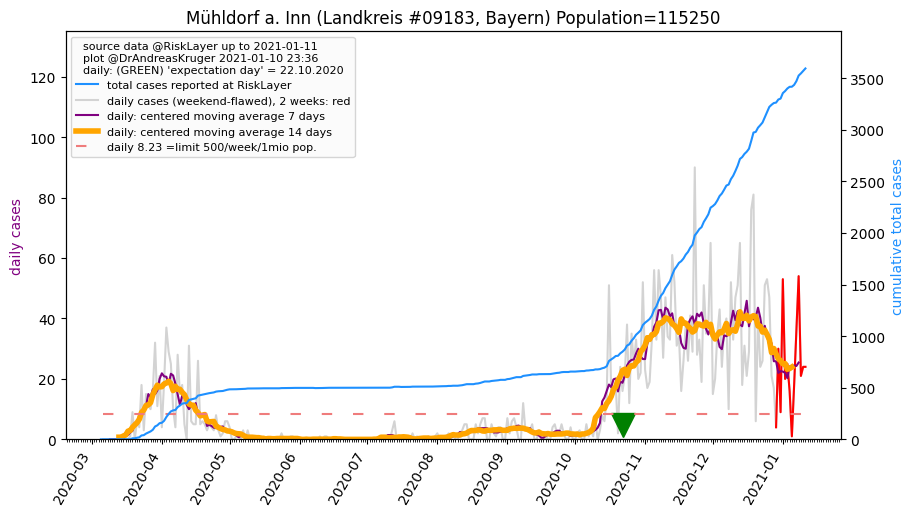 Mühldorf a. Inn (Landkreis #09183, Bayern) Population=115250
source data @RiskLayer up to 2021-01-11
plot @DrAndreasKruger 2021-01-10 23:36
daily: (GREEN) 'expectation day' = 22.10.2020
total cases reported at RiskLayer
daily cases (weekend-flawed), 2 weeks: red
daily: centered moving average 7 days
daily: centered moving average 14 days
daily 8.23 =limit 500/week/1mio pop.
daily cases
120
100
80
60
40
20
0
cumulative total cases
3500
3000
2500
2000
1500
1000
500
0
2020-03
2020-04
2020-05
2020-06
2020-07
2020-08
2020-09
2020-10
2020-11
2020-12
2021-01